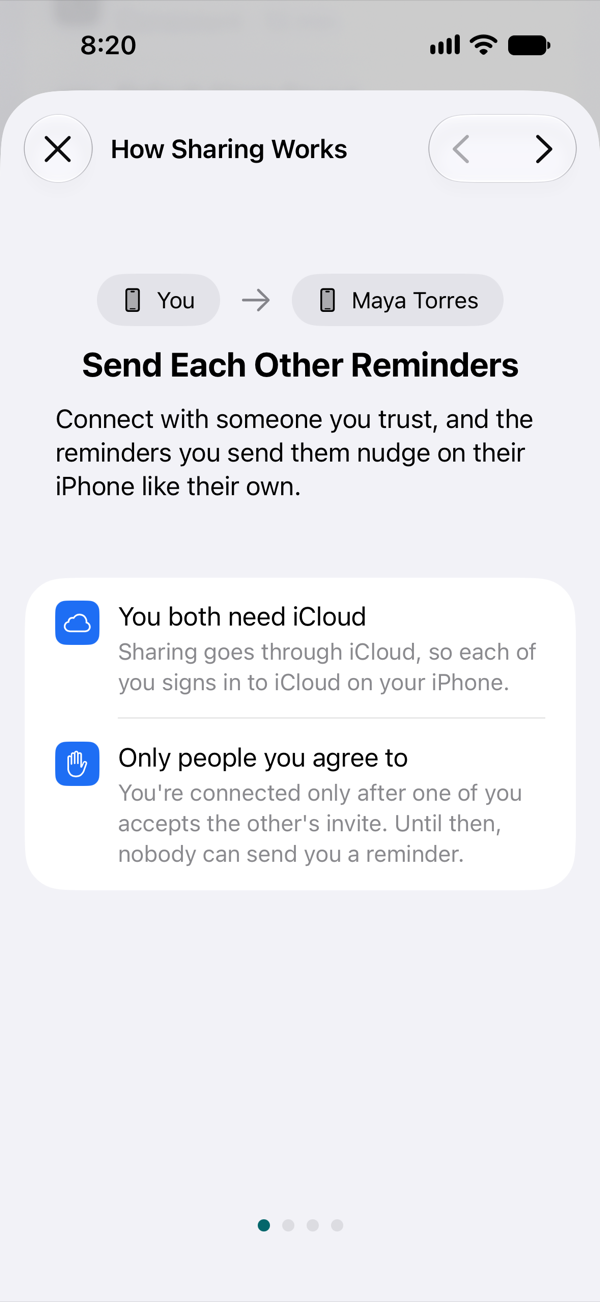 8:20
How Sharing Works
You
Maya Torres
Send Each Other Reminders
Connect with someone you trust, and the
reminders you send them nudge on their
iPhone like their own.
You both need iCloud
Sharing goes through iCloud, so each of
you signs in to iCloud on your iPhone.
Only people you agree to
You're connected only after one of you
accepts the other's invite. Until then,
nobody can send you a reminder.